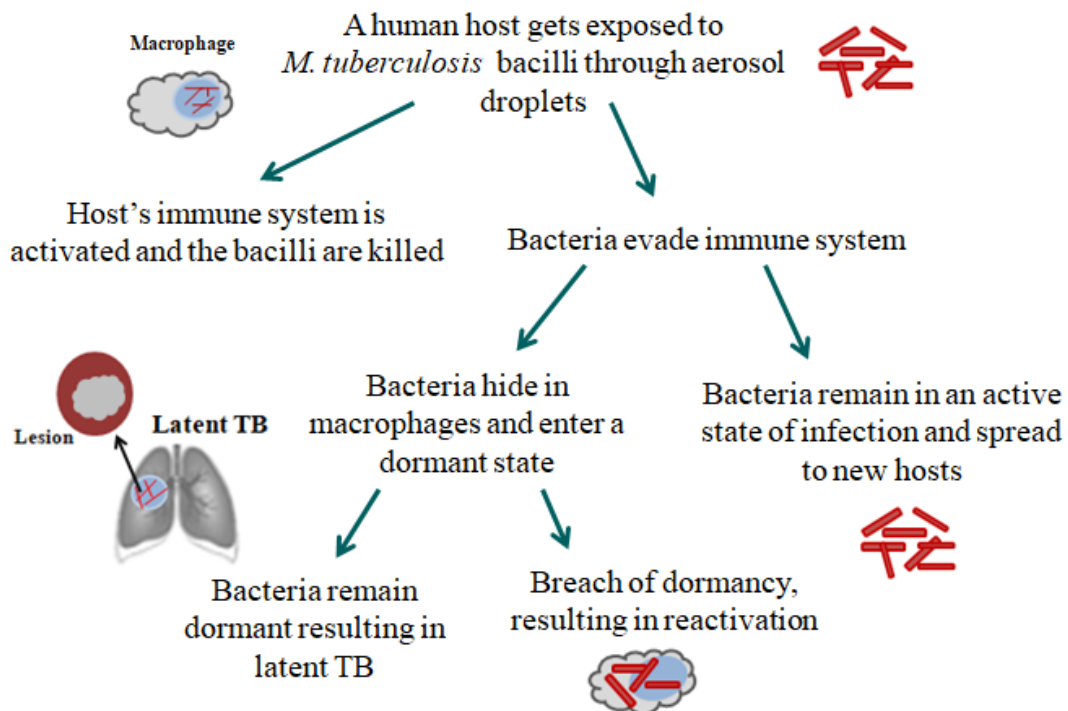 Macrophage
A human host gets exposed to
M. tuberculosis bacilli through aerosol
droplets
Host's immune system is
activated and the bacilli are killed
Bacteria evade immune system
Bacteria hide in
macrophages and enter a
dormant state
Bacteria remain in an active
state of infection and spread
to new hosts
Lesion
Latent TB
Bacteria remain
dormant resulting in
latent TB
Breach of dormancy,
resulting in reactivation